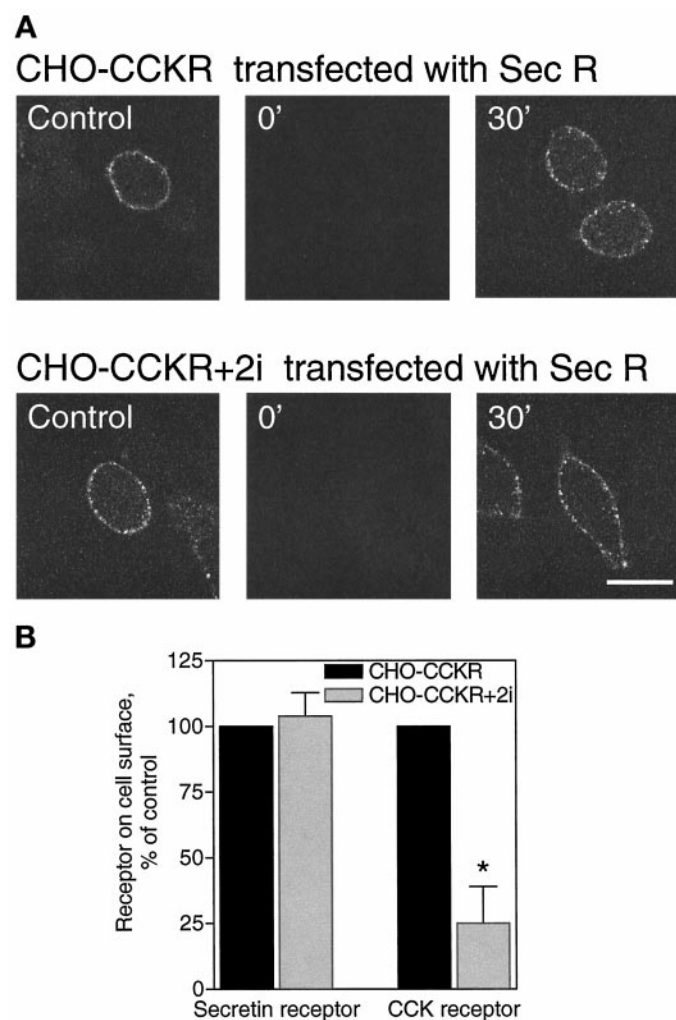 A
CHO-CCKR transfected with Sec R
Control
0’
30’
CHO-CCKR+2i transfected with Sec R
Control
0’
30’
B
Receptor on cell surface,
% of control
125
100
75
50
25
0
CHO-CCKR
CHO-CCKR+2i
*
Secretin receptor
CCK receptor